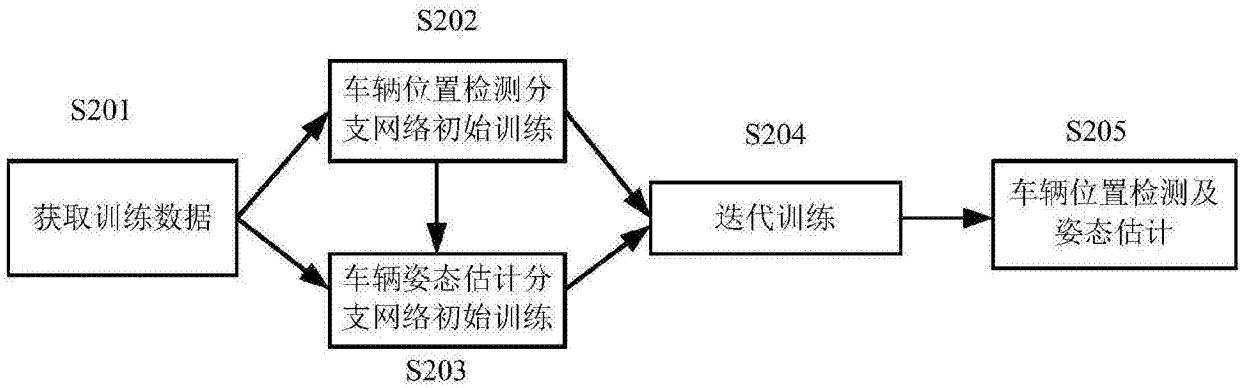 S201
获取训练数据
S202
车辆位置检测分
支网络初始训练
车辆姿态估计分
支网络初始训练
S203
S204
迭代训练
S205
车辆位置检测及
姿态估计